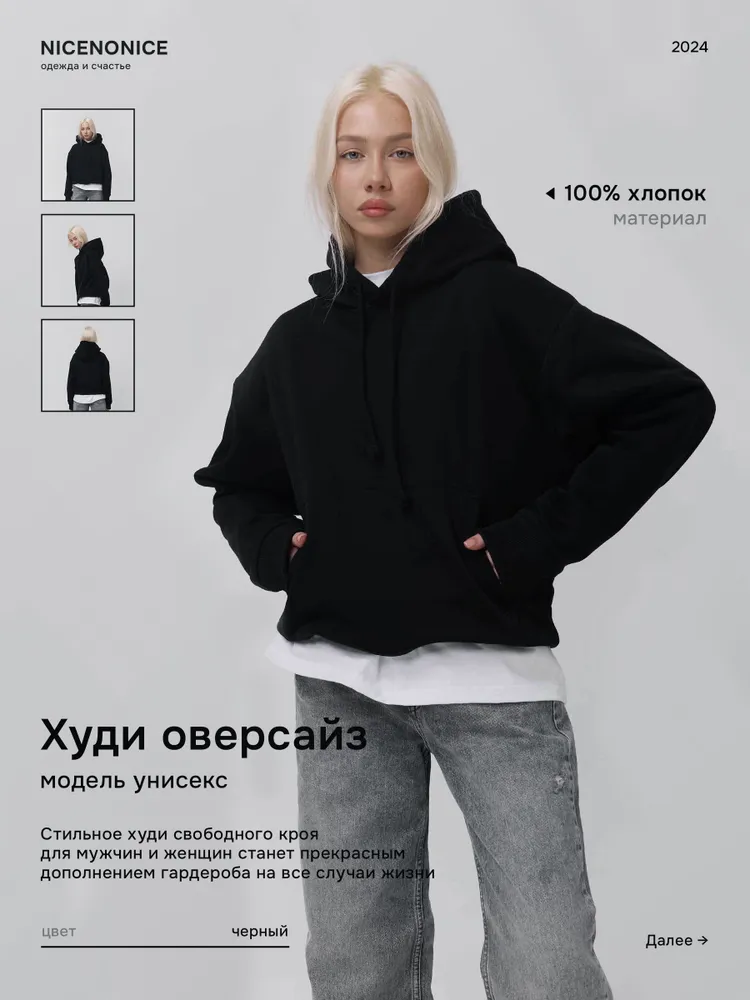 NICENONICE
одежда и счастье
2024
100% хлопок
материал
Худи оверсайз
модель унисекс
Стильное худи свободного кроя
для мужчин и женщин станет прекрасным
дополнением гардероба на все случаи жизни
цвет черный
Далее →